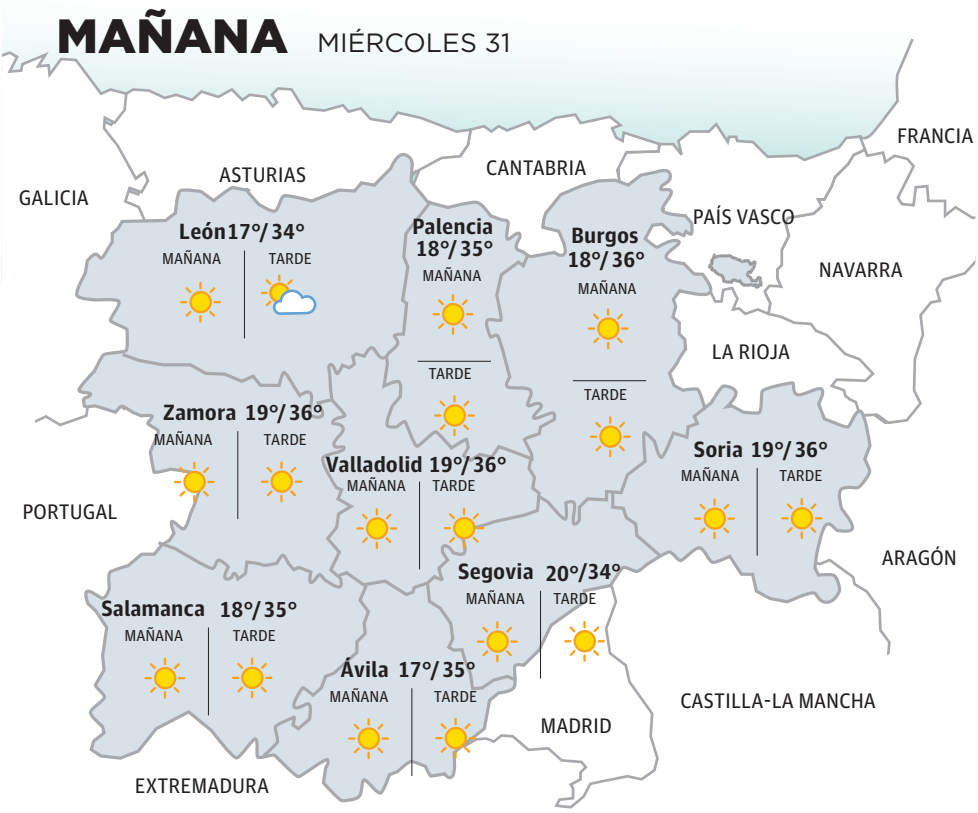 MAÑANA MIÉRCOLES 31
FRANCIA
CANTABRIA
ASTURIAS
GALICIA
PAÍS VASCO
NAVARRA
León 17°/34°
MAÑANA TARDE
Palencia
18°/35°
MAÑANA
TARDE
Burgos
18°/36°
MAÑANA
TARDE
LA RIOJA
Zamora 19°/36°
MAÑANA TARDE
Valladolid 19°/36°
MAÑANA TARDE
Soria 19°/36°
MAÑANA TARDE
PORTUGAL
ARAGÓN
Segovia 20°/34°
MAÑANA TARDE
Salamanca 18°/35°
MAÑANA TARDE
Ávila 17°/35°
MAÑANA TARDE
CASTILLA-LA MANCHA
MADRID
EXTREMADURA